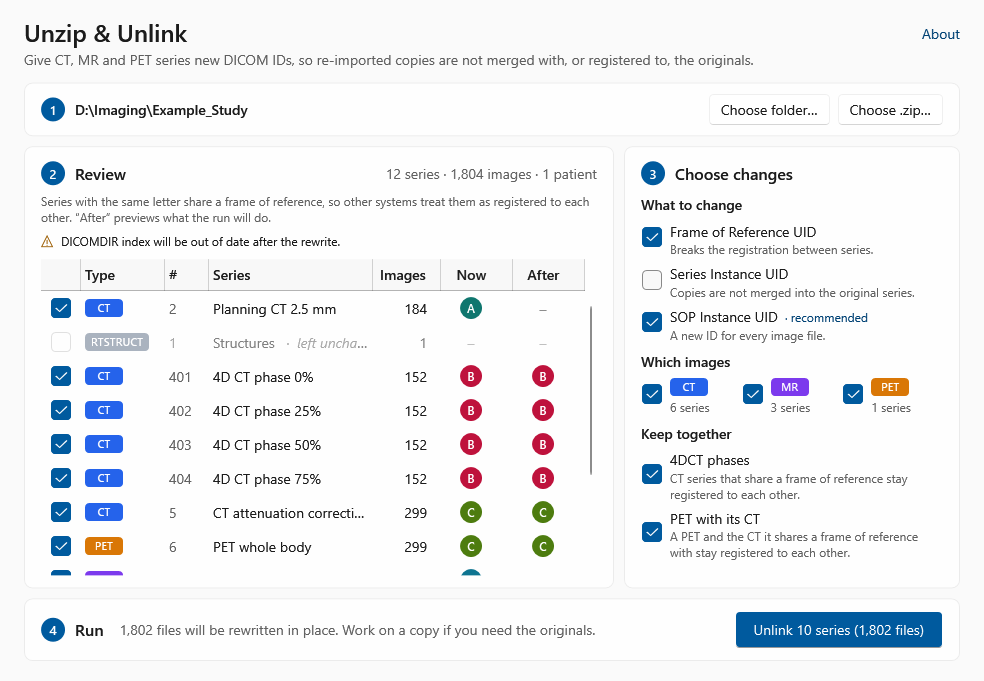 Unzip & Unlink
About
Give CT, MR and PET series new DICOM IDs, so re-imported copies are not merged with, or registered to, the originals.
1 D:\Imaging\Example_Study
Choose folder...
Choose .zip...
2 Review
12 series · 1,804 images · 1 patient
Series with the same letter share a frame of reference, so other systems treat them as registered to each
other. “After” previews what the run will do.
DICOMDIR index will be out of date after the rewrite.
Type # Series Images Now After
CT 2 Planning CT 2.5 mm 184 A –
RTSTRUCT 1 Structures · left uncha... 1 – –
CT 401 4D CT phase 0% 152 B B
CT 402 4D CT phase 25% 152 B B
CT 403 4D CT phase 50% 152 B B
CT 404 4D CT phase 75% 152 B B
CT 5 CT attenuation correcti... 299 C C
PET 6 PET whole body 299 C C
3 Choose changes
What to change
Frame of Reference UID
Breaks the registration between series.
Series Instance UID
Copies are not merged into the original series.
SOP Instance UID · recommended
A new ID for every image file.
Which images
CT MR PET
6 series 3 series 1 series
Keep together
4DCT phases
CT series that share a frame of reference stay
registered to each other.
PET with its CT
A PET and the CT it shares a frame of reference
with stay registered to each other.
4 Run 1,802 files will be rewritten in place. Work on a copy if you need the originals.
Unlink 10 series (1,802 files)